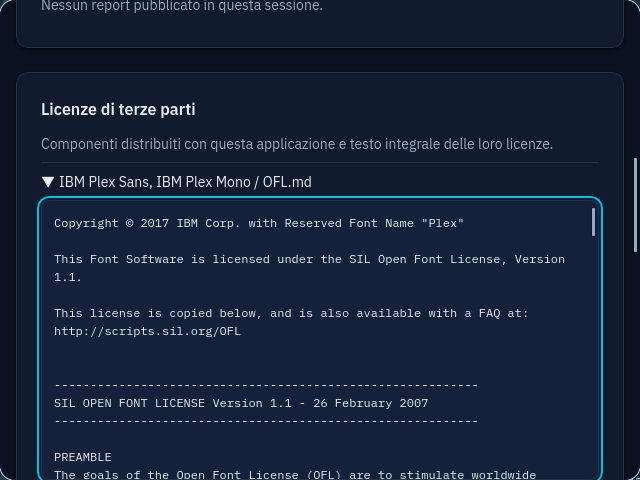 Nessun report pubblicato in questa sessione.
Licenze di terze parti
Componenti distribuiti con questa applicazione e testo integrale delle loro licenze.
▼ IBM Plex Sans, IBM Plex Mono / OFL.md
Copyright © 2017 IBM Corp. with Reserved Font Name "Plex"
This Font Software is licensed under the SIL Open Font License, Version
1.1.
This license is copied below, and is also available with a FAQ at:
http://scripts.sil.org/OFL
-----------------------------------------------------------
SIL OPEN FONT LICENSE Version 1.1 - 26 February 2007
-----------------------------------------------------------
PREAMBLE
The goals of the Open Font License (OFL) are to stimulate worldwide